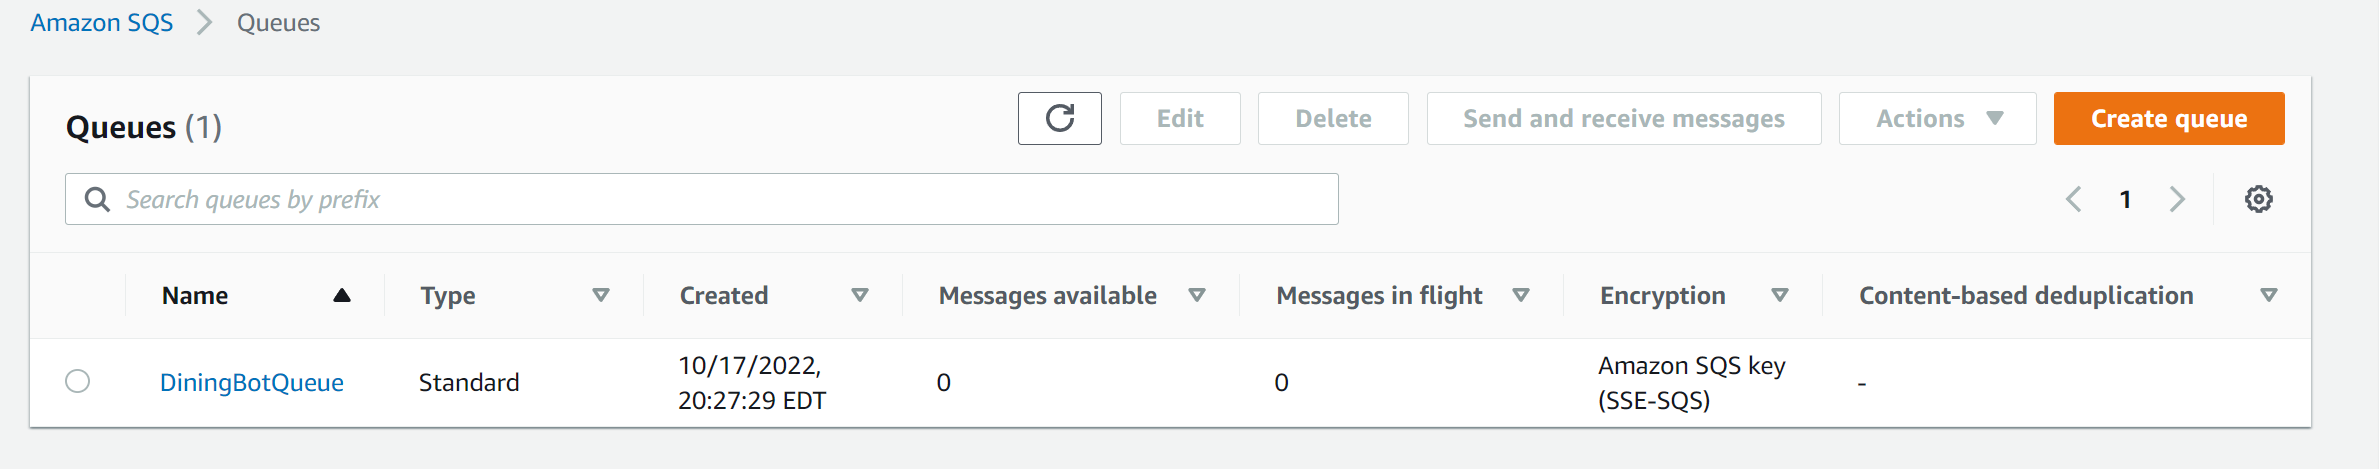 Amazon SQS > Queues
Queues (1)
Edit
Delete
Send and receive messages
Actions
Create queue
Search queues by prefix
1
Name
Type
Created
Messages available
Messages in flight
Encryption
Content-based deduplication
DiningBotQueue
Standard
10/17/2022,
20:27:29 EDT
0
0
Amazon SQS key
(SSE-SQS)
-